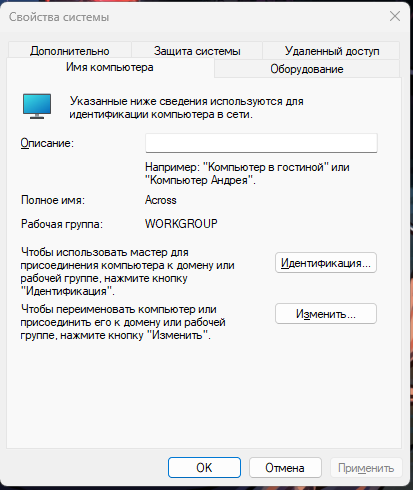 Свойства системы
Дополнительно
Защита системы
Удаленный доступ
Имя компьютера
Оборудование
Указанные ниже сведения используются для
идентификации компьютера в сети.
Описание:
Например: "Компьютер в гостиной" или
"Компьютер Андрея".
Полное имя:
Across
Рабочая группа:
WORKGROUP
Чтобы использовать мастер для
присоединения компьютера к домену или
рабочей группе, нажмите кнопку
"Идентификация".
Идентификация...
Чтобы переименовать компьютер или
присоединить его к домену или рабочей
группе, нажмите кнопку "Изменить".
Изменить...
OK
Отмена
Применить